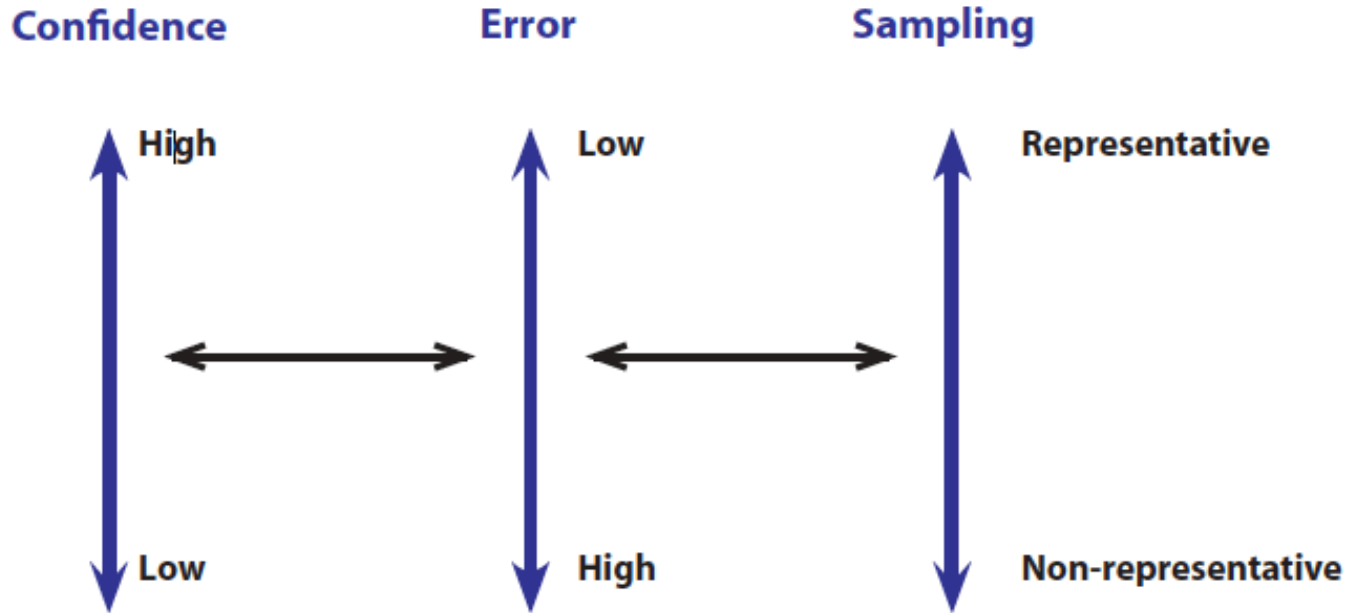 Confidence Error Sampling
High Low Representative
Low High Non-representative